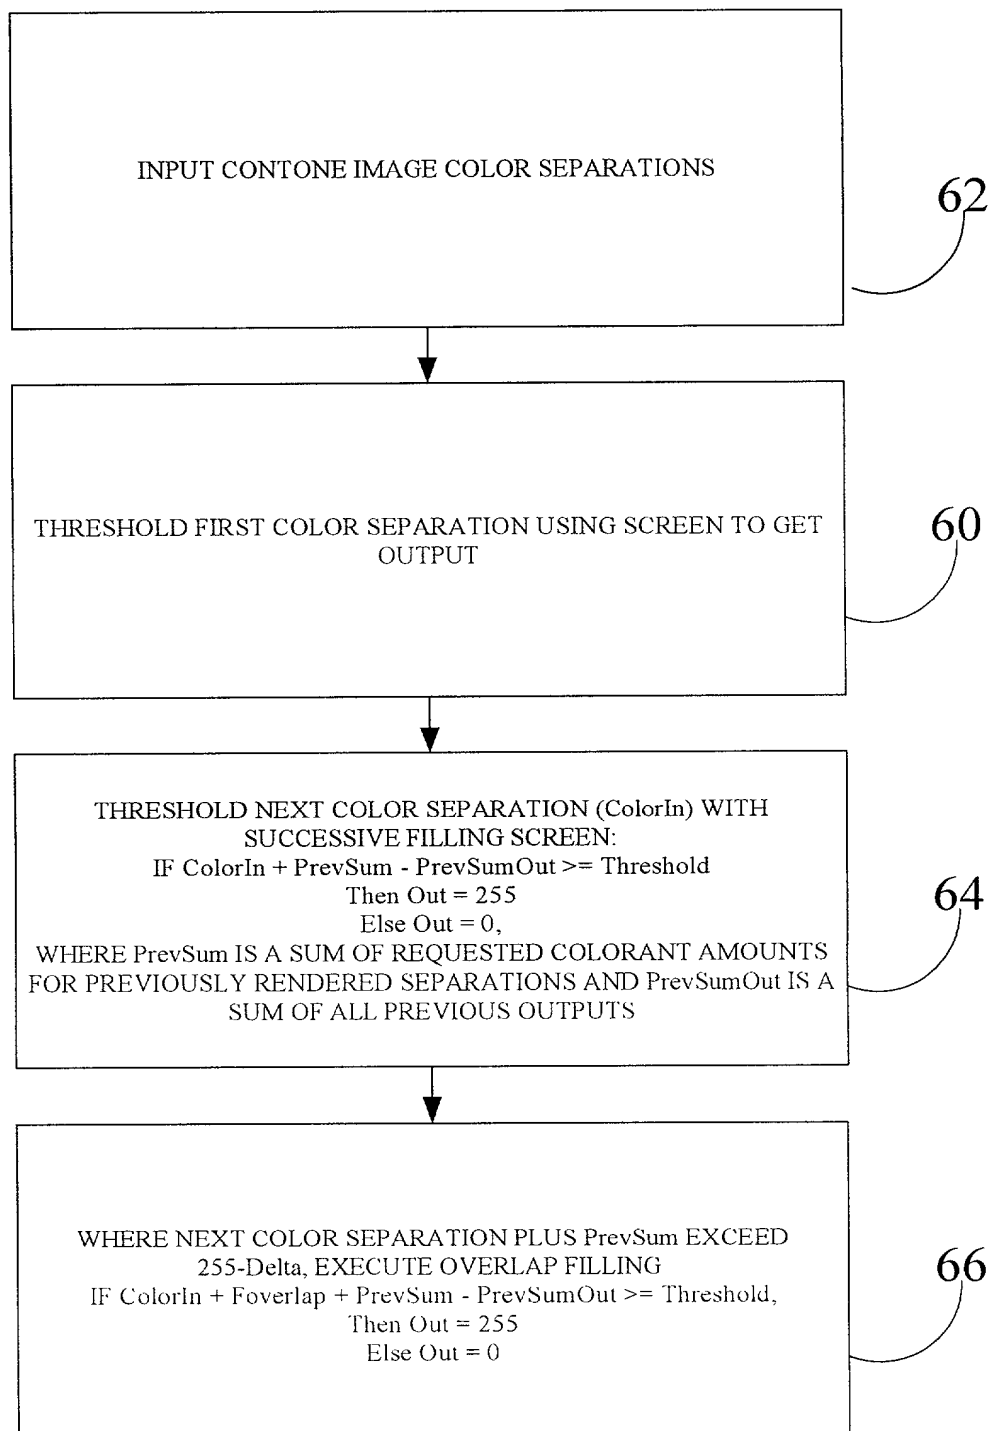 INPUT CONTONE IMAGE COLOR SEPARATIONS
62
THRESHOLD FIRST COLOR SEPARATION USING SCREEN TO GET
OUTPUT
60
THRESHOLD NEXT COLOR SEPARATION (ColorIn) WITH
SUCCESSIVE FILLING SCREEN:
IF ColorIn + PrevSum - PrevSumOut >= Threshold
Then Out = 255
Else Out = 0,
WHERE PrevSum IS A SUM OF REQUESTED COLORANT AMOUNTS
FOR PREVIOUSLY RENDERED SEPARATIONS AND PrevSumOut IS A
SUM OF ALL PREVIOUS OUTPUTS
64
WHERE NEXT COLOR SEPARATION PLUS PrevSum EXCEED
255-Delta, EXECUTE OVERLAP FILLING
IF ColorIn + Foverlap + PrevSum - PrevSumOut >= Threshold,
Then Out = 255
Else Out = 0
66